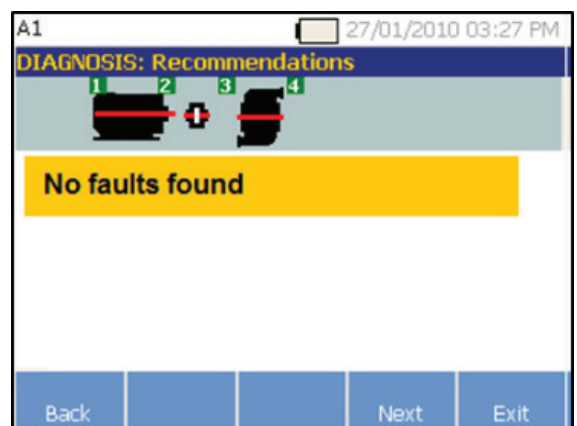 A1 27/01/2010 03:27 PM
DIAGNOSIS: Recommendations
1 2 3 4
No faults found
Back Next Exit